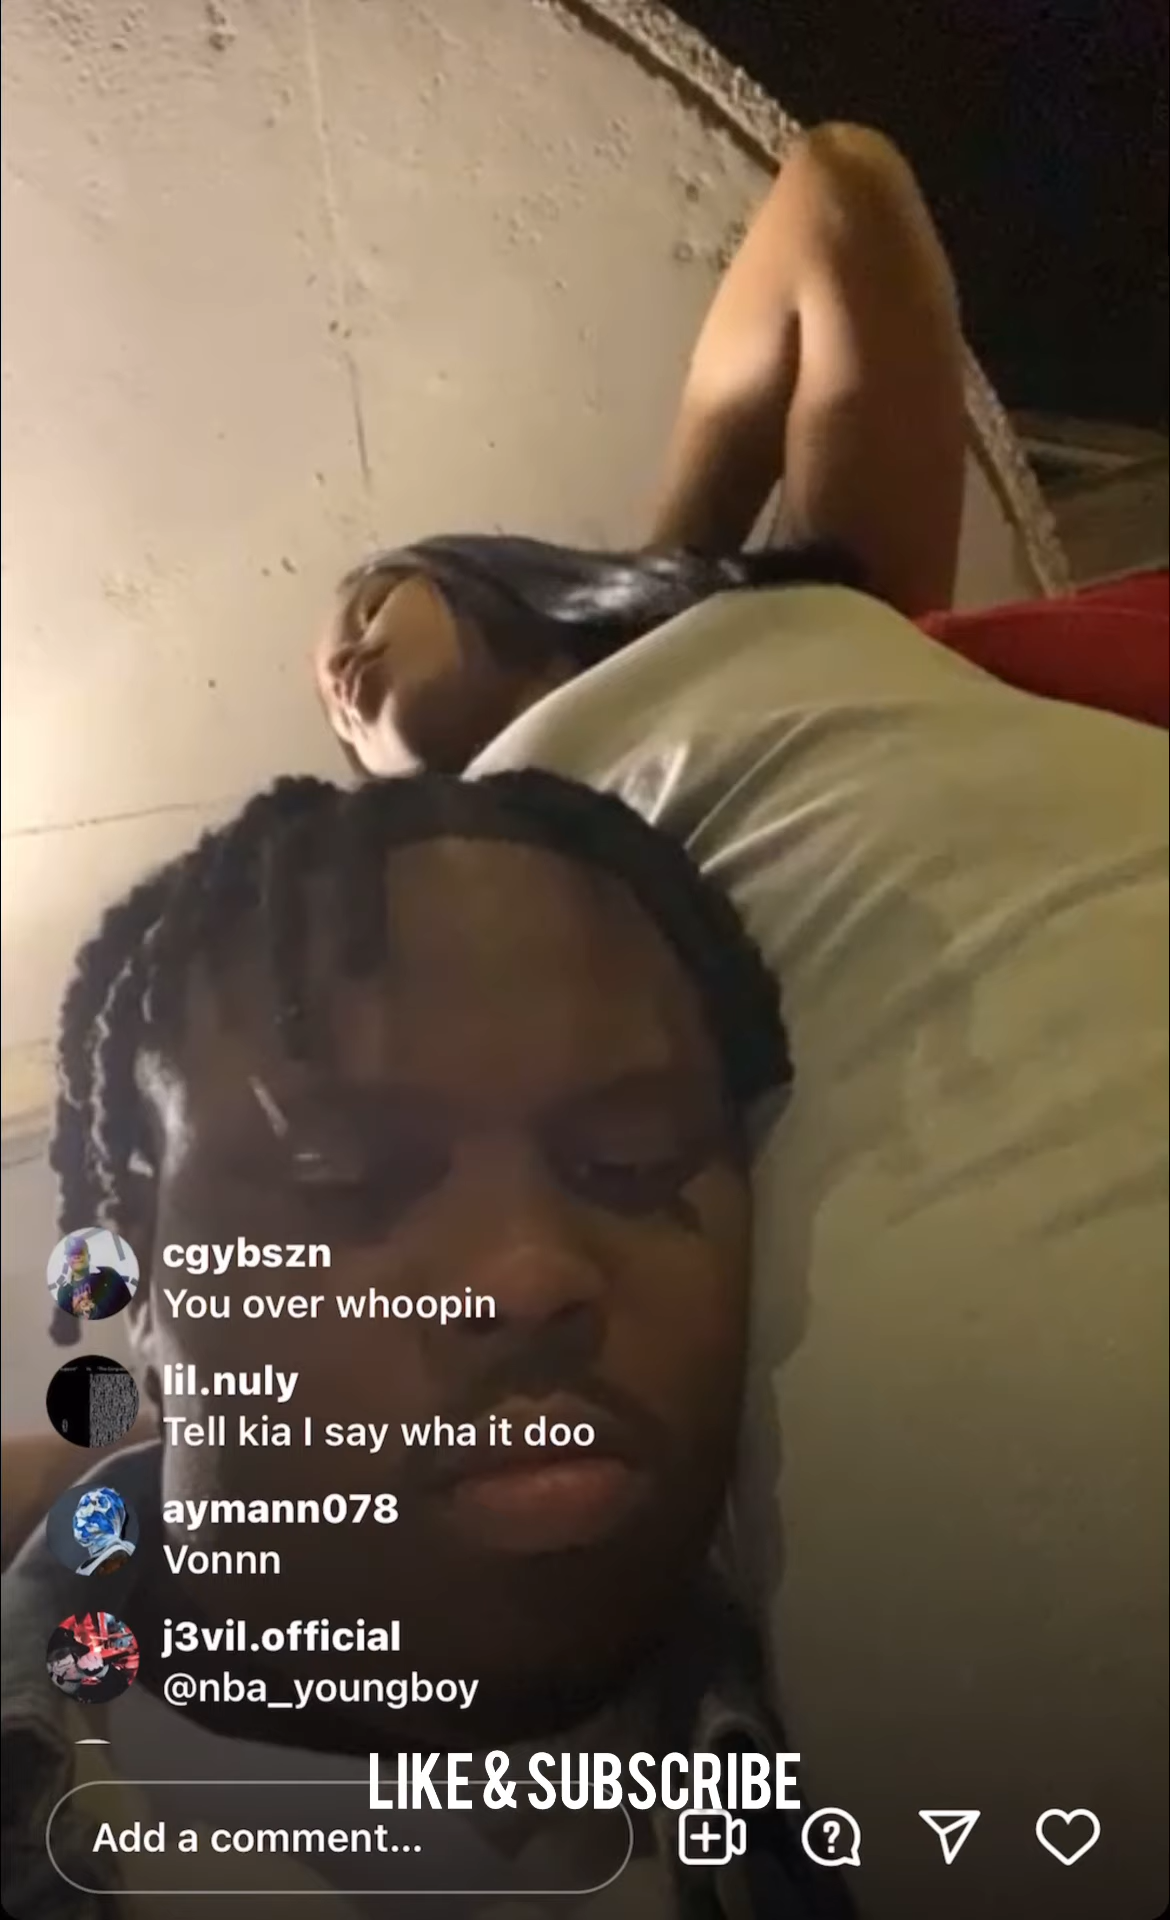 cgybszn
You over whoopin
lil.nuly
Tell kia I say wha it doo
aymann078
Vonnn
j3vil.official
@nba_youngboy
LIKE & SUBSCRIBE
Add a comment...